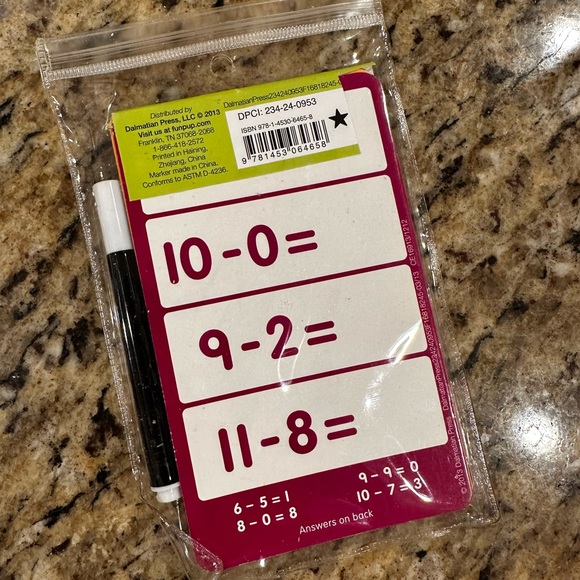 Distributed by
Dalmatian Press, LLC © 2013
Visit us at funpup.com
Franklin, TN 37068-2068
1-866-418-2572
Printed in Haining,
Zhejiang, China
Marker made in China.
Conforms to ASTM D-4236.
DPCI: 234-24-0953
ISBN 978-1-4530-6465-8
9 781453 064658
10-0=
9-2=
11-8=
6-5=1
8-0=8
9-9=0
10-7=3
Answers on back
CE16913/1212